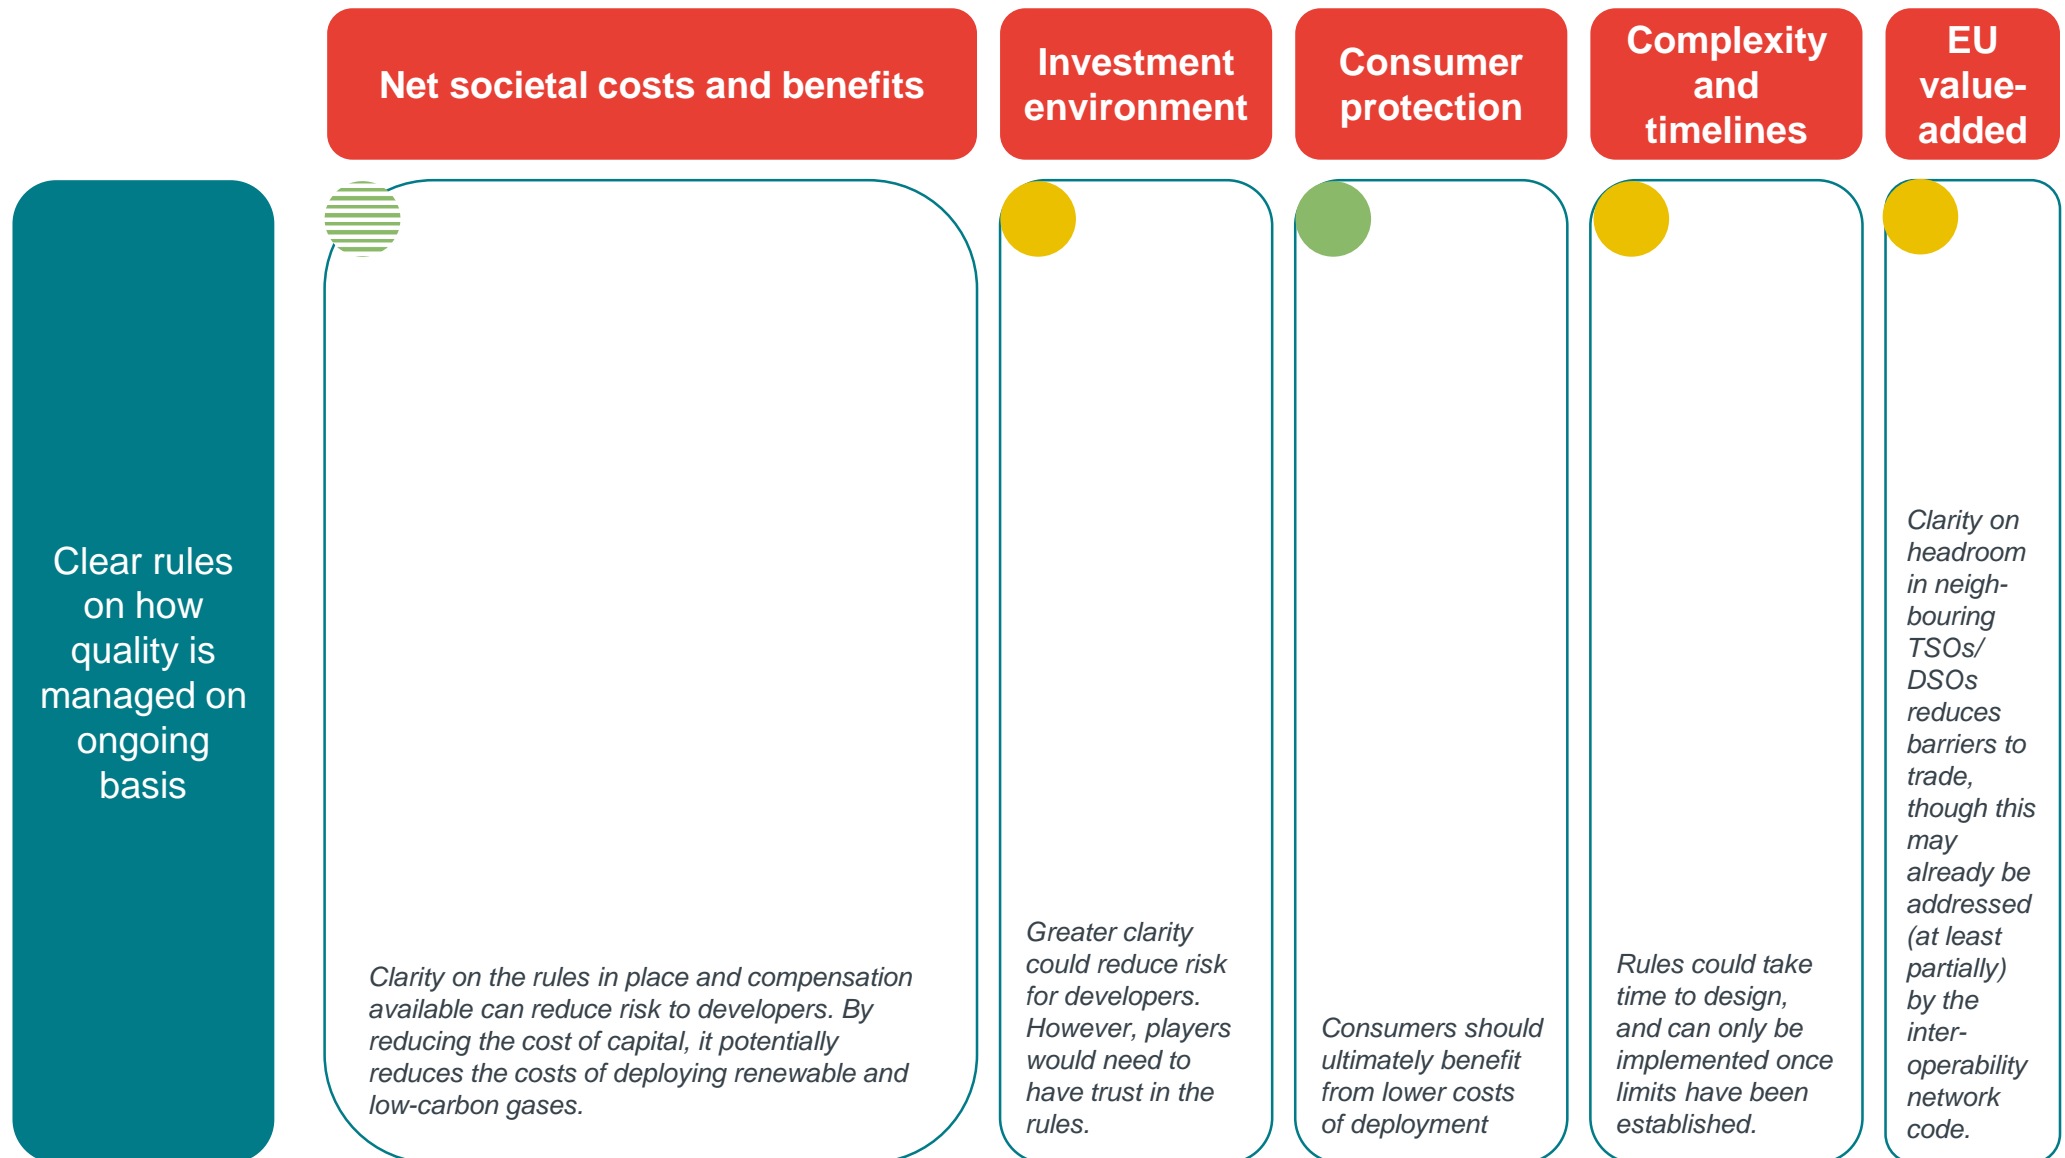 Net societal costs and benefits
Investment
environment
Consumer
protection
Complexity
and
timelines
EU
value-
added
Clear rules
on how
quality is
managed on
ongoing
basis
Clarity on the rules in place and compensation
available can reduce risk to developers. By
reducing the cost of capital, it potentially
reduces the costs of deploying renewable and
low-carbon gases.
Greater clarity
could reduce risk
for developers.
However, players
would need to
have trust in the
rules.
Consumers should
ultimately benefit
from lower costs
of deployment
Rules could take
time to design,
and can only be
implemented once
limits have been
established.
Clarity on
headroom
in neigh-
bouring
TSOs/
DSOs
reduces
barriers to
trade,
though this
may
already be
addressed
(at least
partially)
by the
inter-
operability
network
code.